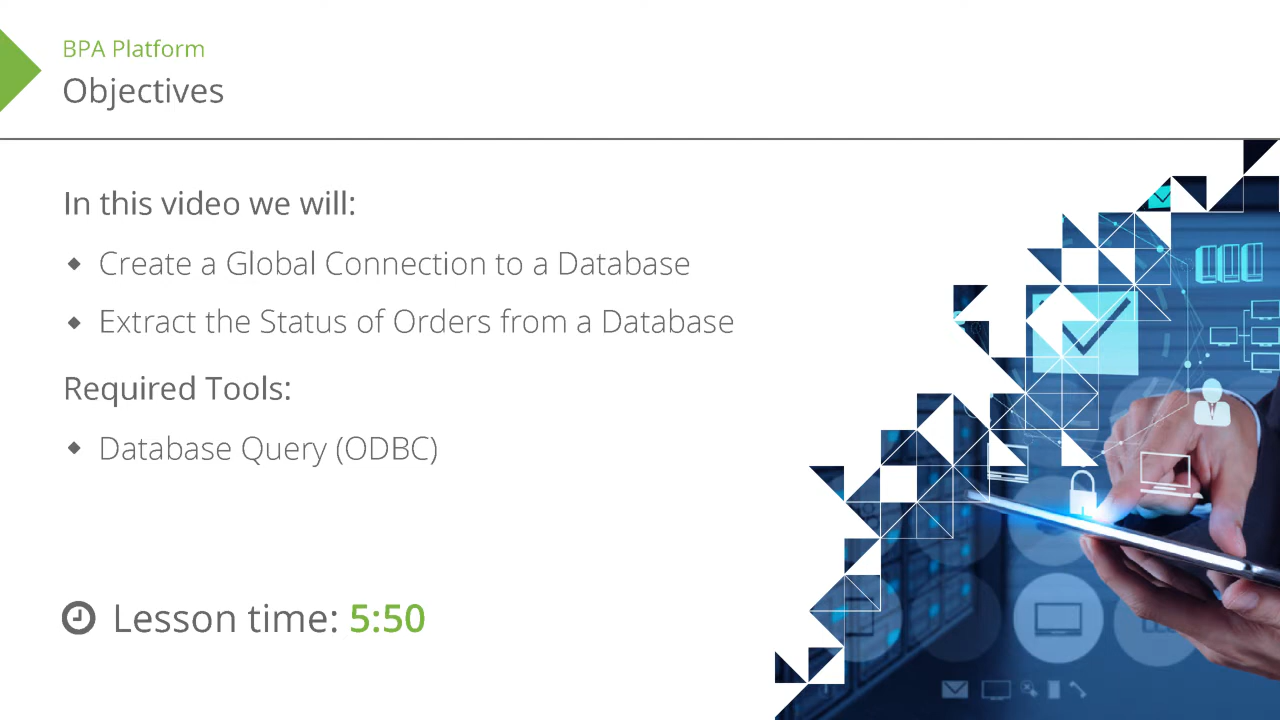 BPA Platform
Objectives
In this video we will:
Create a Global Connection to a Database
Extract the Status of Orders from a Database
Required Tools:
Database Query (ODBC)
Lesson time: 5:50